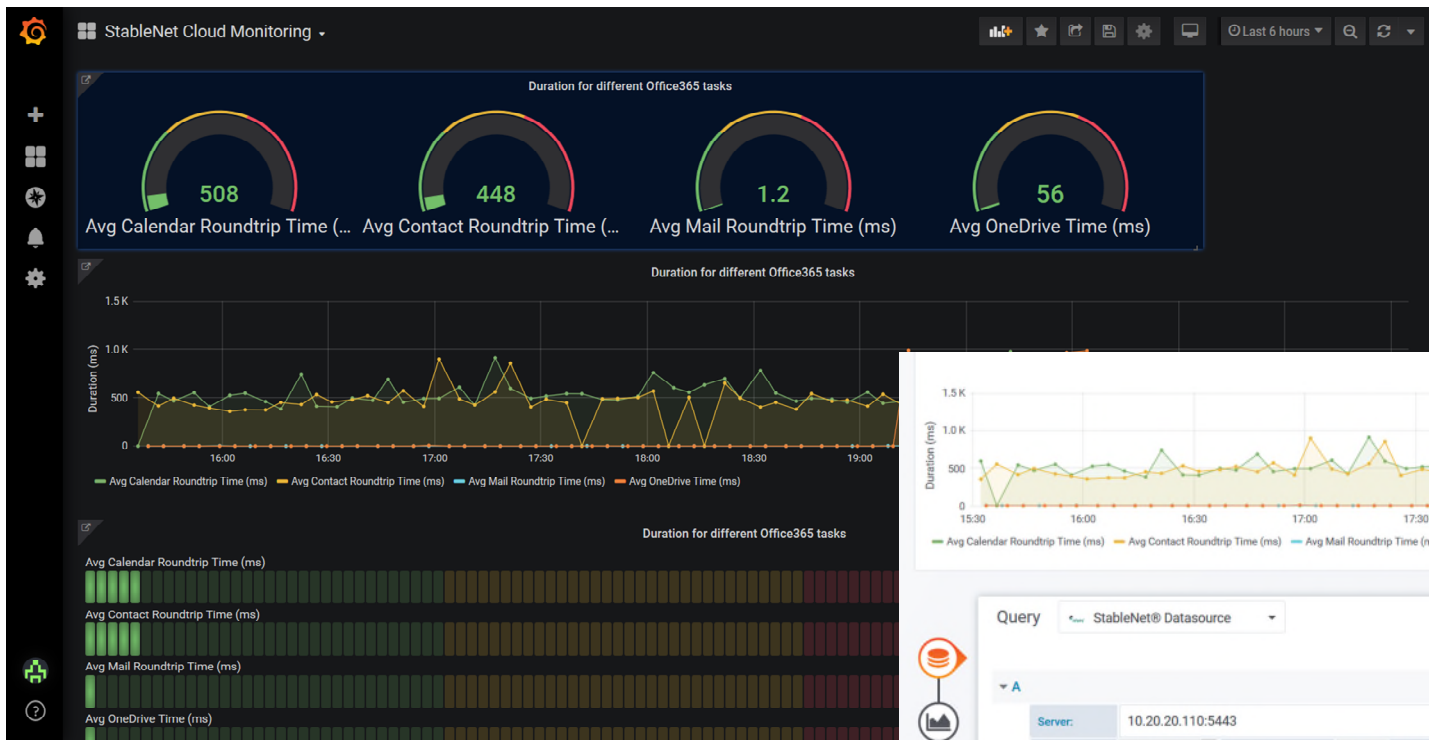 StableNet Cloud Monitoring
Last 6 hours
Duration for different Office365 tasks
508
448
1.2
56
Avg Calendar Roundtrip Time (...
Avg Contact Roundtrip Time (...
Avg Mail Roundtrip Time (ms)
Avg OneDrive Time (ms)
Duration for different Office365 tasks
Duration (ms)
1.5 K
1.0 K
500
0
16:00 16:30 17:00 17:30 18:00 18:30 19:00
Avg Calendar Roundtrip Time (ms) Avg Contact Roundtrip Time (ms) Avg Mail Roundtrip Time (ms) Avg OneDrive Time (ms)
Duration for different Office365 tasks
Avg Calendar Roundtrip Time (ms)
Avg Contact Roundtrip Time (ms)
Avg Mail Roundtrip Time (ms)
Avg OneDrive Time (ms)
Duration (ms)
1.5 K
1.0 K
500
0
15:30 16:00 16:30 17:00 17:30
Avg Calendar Roundtrip Time (ms) Avg Contact Roundtrip Time (ms) Avg Mail Roundtrip Time (m
Query StableNet® Datasource
A
Server: 10.20.20.110:5443